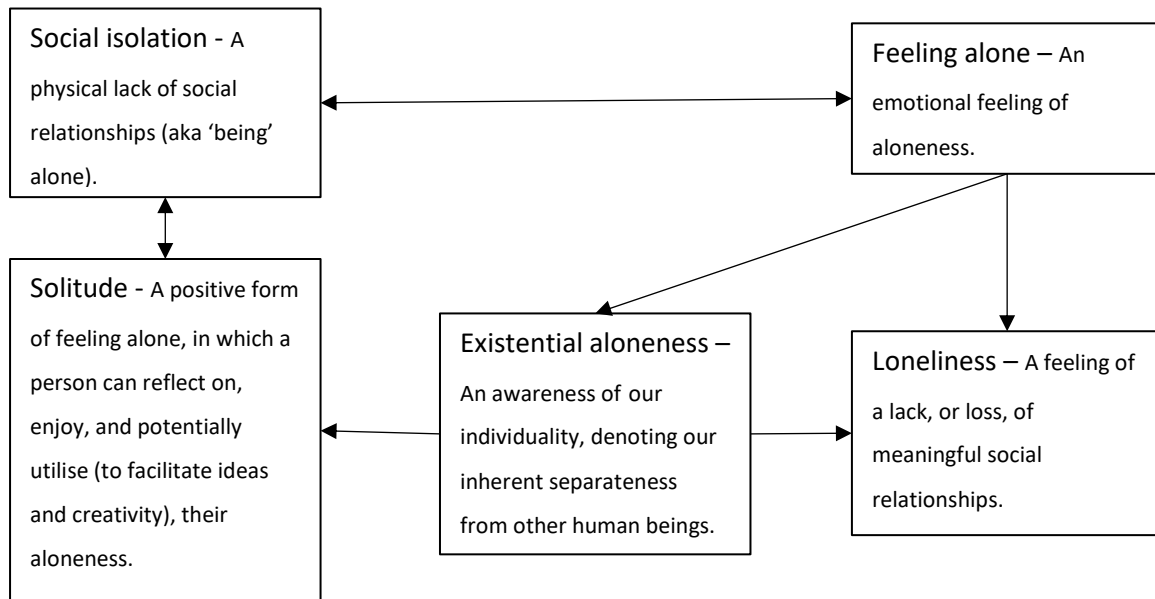 Social isolation - A
physical lack of social
relationships (aka ‘being’
alone).
Feeling alone – An
emotional feeling of
aloneness.
Solitude - A positive form
of feeling alone, in which a
person can reflect on,
enjoy, and potentially
utilise (to facilitate ideas
and creativity), their
aloneness.
Existential aloneness –
An awareness of our
individuality, denoting our
inherent separateness
from other human beings.
Loneliness – A feeling of
a lack, or loss, of
meaningful social
relationships.